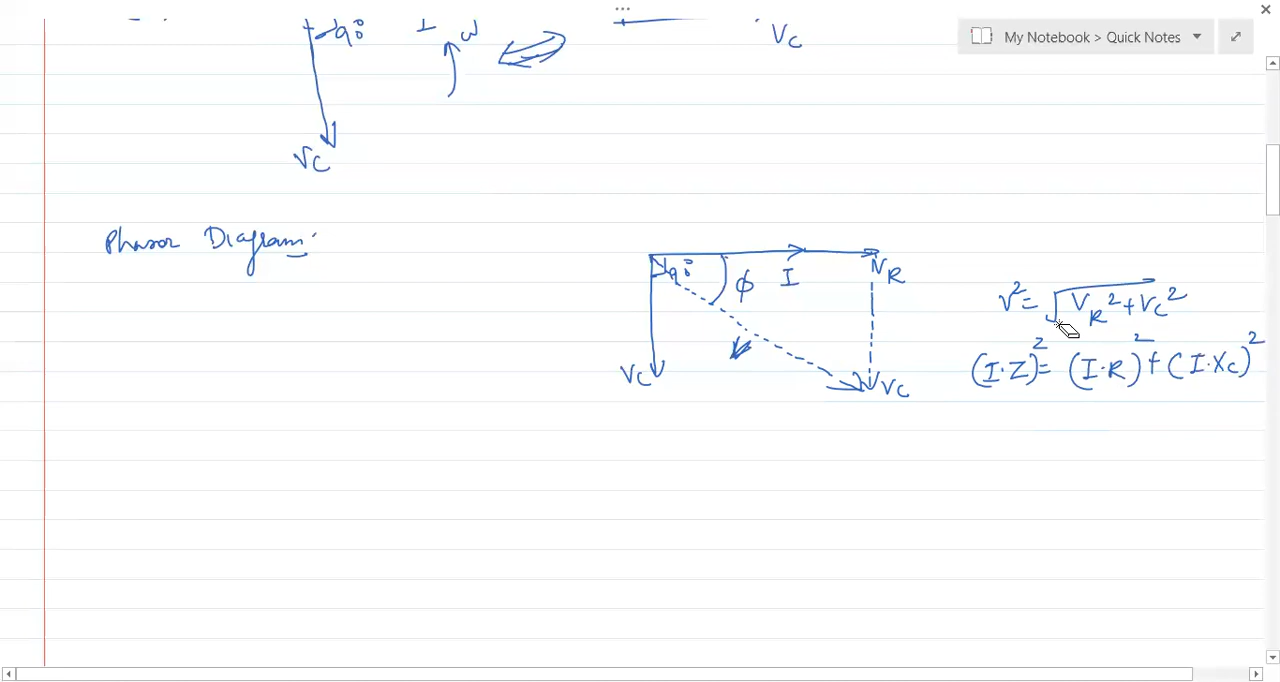 90°
I
ω
VC
My Notebook > Quick Notes
VC
Phasor Diagram:
90°
φ
I
VR
VC
VC
V²= √VR²+VC²
(I·Z)²= (I·R)²+(I·XC)²